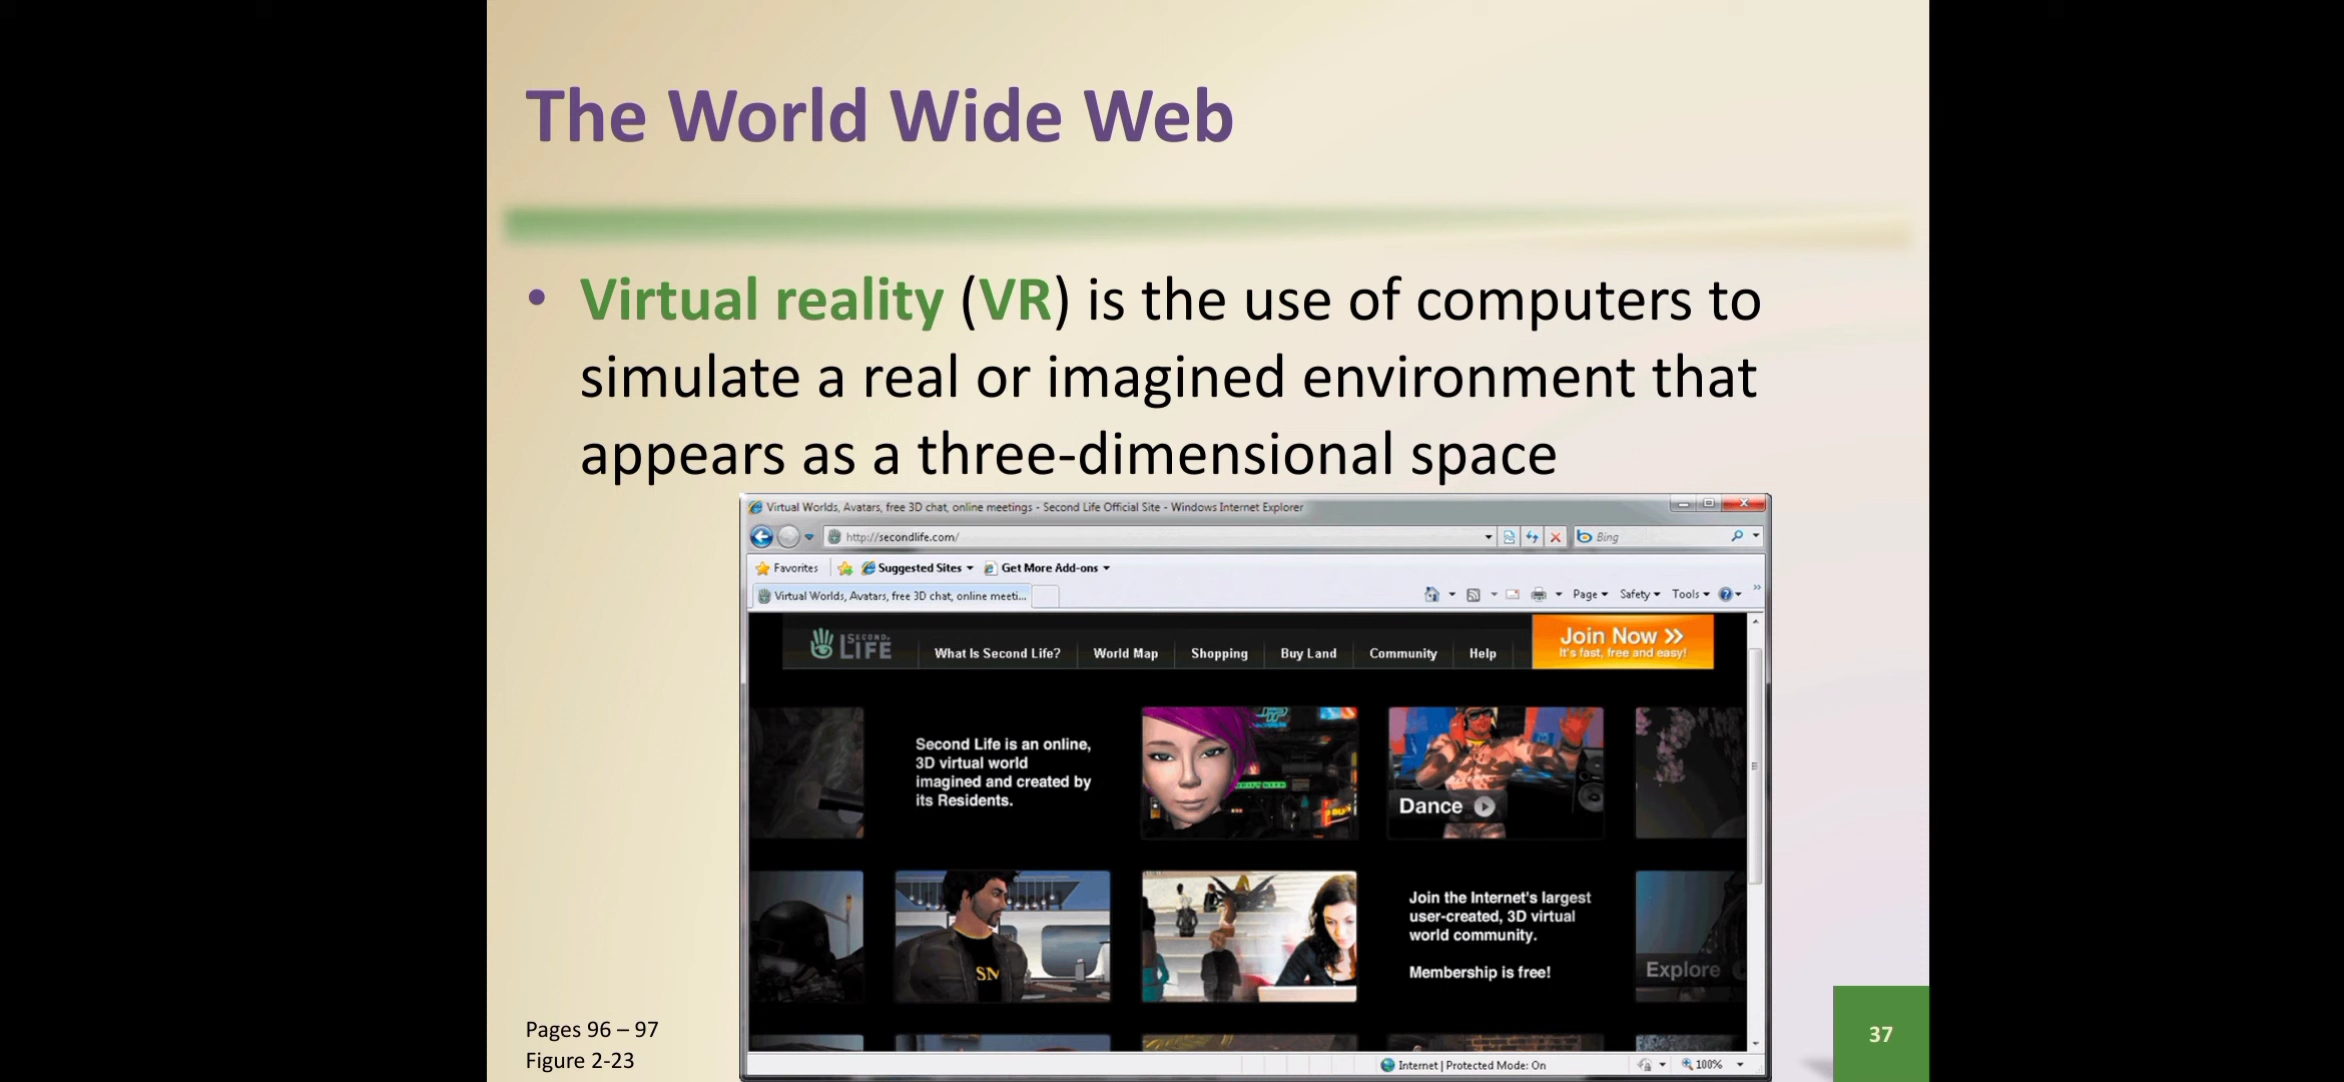 The World Wide Web
• Virtual reality (VR) is the use of computers to
simulate a real or imagined environment that
appears as a three-dimensional space
Virtual Worlds, Avatars, free 3D chat, online meetings - Second Life Official Site - Windows Internet Explorer
http://secondlife.com/
Bing
Favorites
Suggested Sites
Get More Add-ons
Virtual Worlds, Avatars, free 3D chat, online meeti...
Page
Safety
Tools
SECOND LIFE
What Is Second Life?
World Map
Shopping
Buy Land
Community
Help
Join Now >>
It's fast, free and easy!
Second Life is an online,
3D virtual world
imagined and created by
its Residents.
Dance
SN
Join the Internet's largest
user-created, 3D virtual
world community.
Membership is free!
Explore
Internet | Protected Mode: On
100%
Pages 96 – 97
Figure 2-23
37